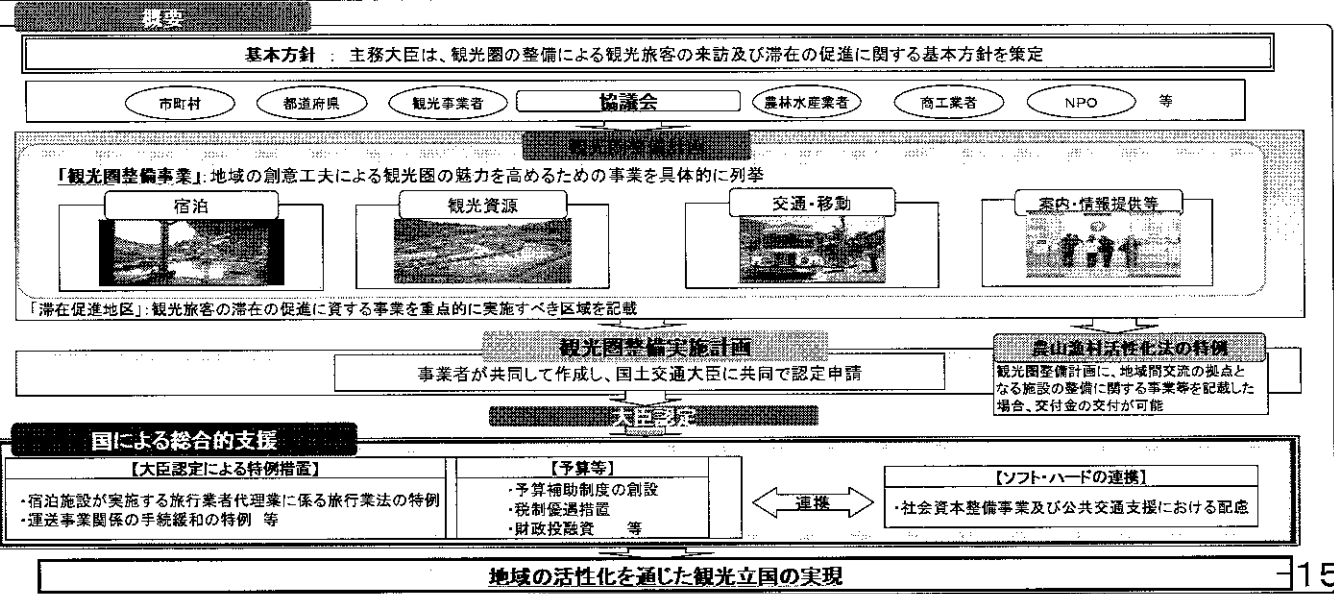 概要
基本方針 ： 主務大臣は、観光圏の整備による観光旅客の来訪及び滞在の促進に関する基本方針を策定
市町村 都道府県 観光事業者 協議会 農林水産業者 商工業者 NPO 等
観光圏整備計画
「観光圏整備事業」：地域の創意工夫による観光圏の魅力を高めるための事業を具体的に列挙
宿泊 観光資源 交通・移動 案内・情報提供等
「滞在促進地区」：観光旅客の滞在の促進に資する事業を重点的に実施すべき区域を記載
観光圏整備実施計画
事業者が共同して作成し、国土交通大臣に共同で認定申請
農山漁村活性化法の特例
観光圏整備計画に、地域間交流の拠点と
なる施設の整備に関する事業等を記載した
場合、交付金の交付が可能
大臣認定
国による総合的支援
【大臣認定による特例措置】
・宿泊施設が実施する旅行業者代理業に係る旅行業法の特例
・運送事業関係の手続緩和の特例 等
【予算等】
・予算補助制度の創設
・税制優遇措置
・財政投融資 等
連携
【ソフト・ハードの連携】
・社会資本整備事業及び公共交通支援における配慮
地域の活性化を通じた観光立国の実現
15